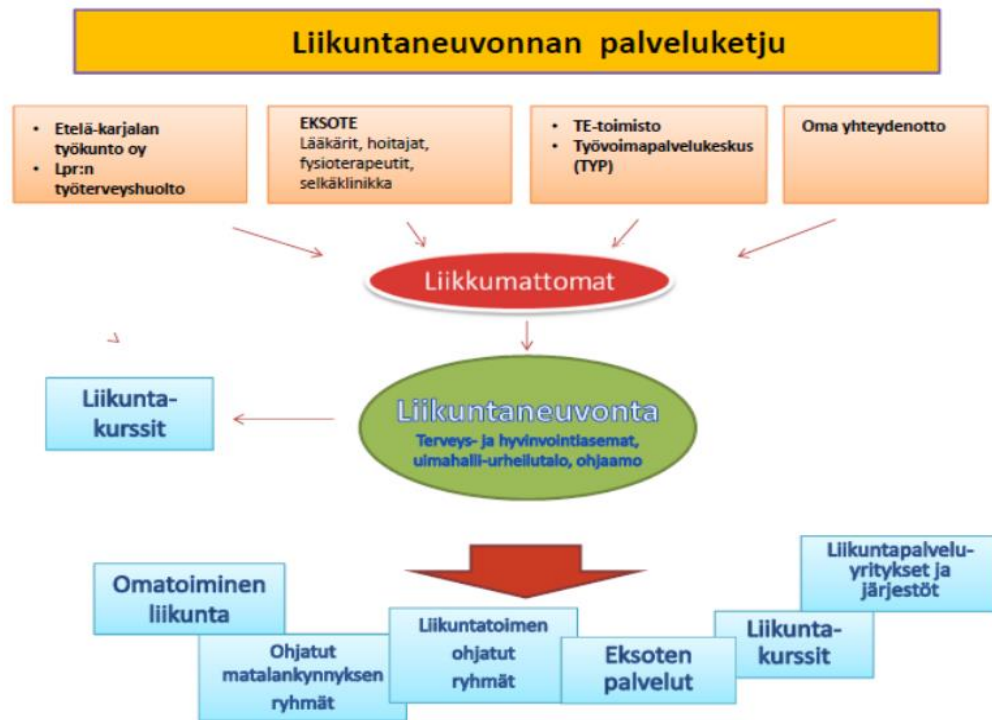 Liikuntaneuvonnan palveluketju
• Etelä-karjalan
työkunto oy
• Lpr:n
työterveyshuolto
EKSOTE
Lääkärit, hoitajat,
fysioterapeutit,
selkäklinikka
• TE-toimisto
• Työvoimapalvelukeskus
(TYP)
Oma yhteydenotto
Liikkumattomat
Liikunta-
kurssit
Liikuntaneuvonta
Terveys- ja hyvinvointiasemat,
uimahalli-urheilutalo, ohjaamo
Omatoiminen
liikunta
Ohjatut
matalankynnyksen
ryhmät
Liikuntatoimen
ohjatut
ryhmät
Eksoten
palvelut
Liikunta-
kurssit
Liikuntapalvelu-
yritykset ja
järjestöt